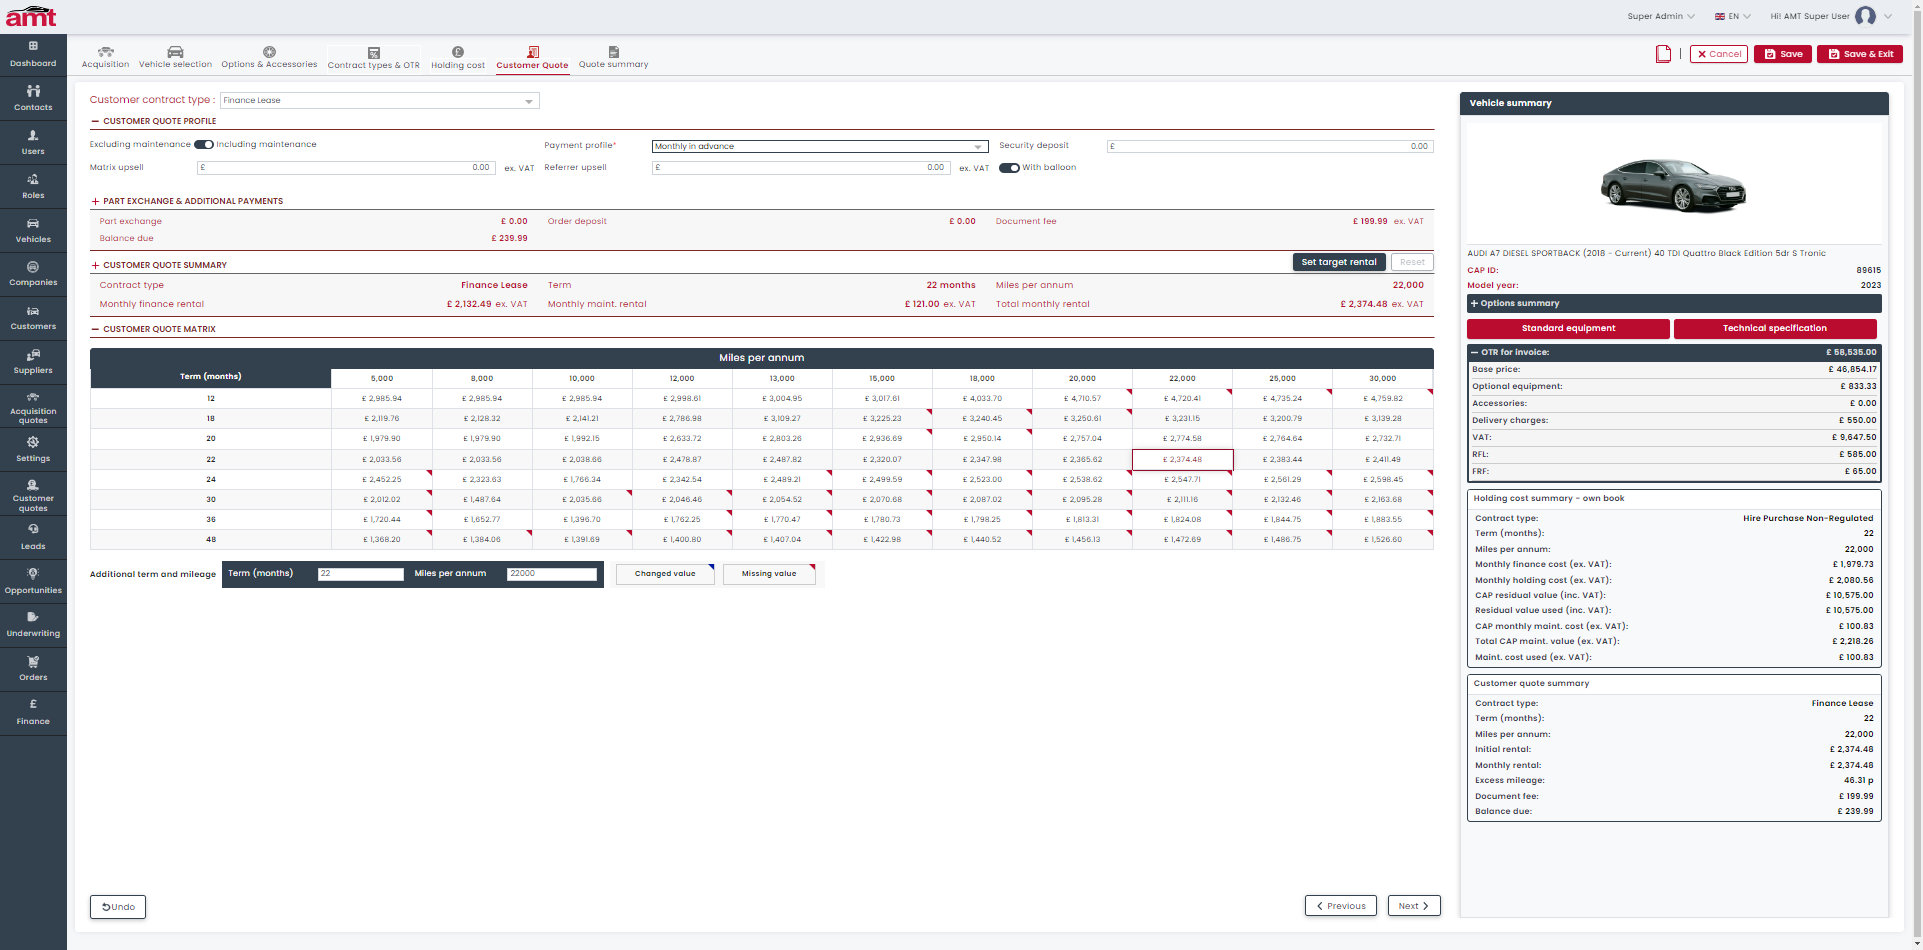 amt
Super Admin
EN
Hi! AMT Super User
Dashboard
Contacts
Users
Roles
Vehicles
Companies
Customers
Suppliers
Acquisition
quotes
Settings
Customer
quotes
Leads
Opportunities
Underwriting
Orders
Finance
Acquisition
Vehicle selection
Options & Accessories
Contract types & OTR
Holding cost
Customer Quote
Quote summary
Cancel
Save
Save & Exit
Customer contract type :
Finance Lease
CUSTOMER QUOTE PROFILE
Excluding maintenance Including maintenance
Payment profile*
Monthly in advance
Security deposit
£ 0.00
Matrix upsell
£ 0.00 ex. VAT
Referrer upsell
£ 0.00 ex. VAT
With balloon
+ PART EXCHANGE & ADDITIONAL PAYMENTS
Part exchange £ 0.00
Order deposit £ 0.00
Document fee £ 199.99 ex. VAT
Balance due £ 239.99
+ CUSTOMER QUOTE SUMMARY
Set target rental
Reset
Contract type Finance Lease
Term 22 months
Miles per annum 22,000
Monthly finance rental £ 2,132.49 ex. VAT
Monthly maint. rental £ 121.00 ex. VAT
Total monthly rental £ 2,374.48 ex. VAT
CUSTOMER QUOTE MATRIX
Miles per annum
Term (months) 5,000 8,000 10,000 12,000 13,000 15,000 18,000 20,000 22,000 25,000 30,000
12 £ 2,985.94 £ 2,985.94 £ 2,985.94 £ 2,998.61 £ 3,004.95 £ 3,017.61 £ 4,033.70 £ 4,710.57 £ 4,720.41 £ 4,735.24 £ 4,759.82
18 £ 2,119.76 £ 2,128.32 £ 2,141.21 £ 2,786.98 £ 3,109.27 £ 3,225.23 £ 3,240.45 £ 3,250.61 £ 3,231.15 £ 3,200.79 £ 3,139.28
20 £ 1,979.90 £ 1,979.90 £ 1,992.15 £ 2,633.72 £ 2,803.26 £ 2,936.69 £ 2,950.14 £ 2,757.04 £ 2,774.58 £ 2,764.64 £ 2,732.71
22 £ 2,033.56 £ 2,033.56 £ 2,038.66 £ 2,478.87 £ 2,487.82 £ 2,320.07 £ 2,347.98 £ 2,365.62 £ 2,374.48 £ 2,383.44 £ 2,411.49
24 £ 2,452.25 £ 2,323.63 £ 1,766.34 £ 2,342.54 £ 2,489.21 £ 2,499.59 £ 2,523.00 £ 2,538.62 £ 2,547.71 £ 2,561.29 £ 2,598.45
30 £ 2,012.02 £ 1,487.64 £ 2,035.66 £ 2,046.46 £ 2,054.52 £ 2,070.68 £ 2,087.02 £ 2,095.28 £ 2,111.16 £ 2,132.46 £ 2,163.68
36 £ 1,720.44 £ 1,652.77 £ 1,396.70 £ 1,762.25 £ 1,770.47 £ 1,780.73 £ 1,798.25 £ 1,813.31 £ 1,824.08 £ 1,844.75 £ 1,883.55
48 £ 1,368.20 £ 1,384.06 £ 1,391.69 £ 1,400.80 £ 1,407.04 £ 1,422.98 £ 1,440.52 £ 1,456.13 £ 1,472.69 £ 1,486.75 £ 1,526.60
Additional term and mileage
Term (months) 22
Miles per annum 22000
Changed value
Missing value
Undo
Previous
Next
Vehicle summary
AUDI A7 DIESEL SPORTBACK (2018 - Current) 40 TDI Quattro Black Edition 5dr S Tronic
CAP ID: 89615
Model year: 2023
+ Options summary
Standard equipment
Technical specification
OTR for invoice: £ 58,535.00
Base price: £ 46,854.17
Optional equipment: £ 833.33
Accessories: £ 0.00
Delivery charges: £ 550.00
VAT: £ 9,647.50
RFL: £ 585.00
FRF: £ 65.00
Holding cost summary - own book
Contract type: Hire Purchase Non-Regulated
Term (months): 22
Miles per annum: 22,000
Monthly finance cost (ex. VAT): £ 1,979.73
Monthly holding cost (ex. VAT): £ 2,080.56
CAP residual value (inc. VAT): £ 10,575.00
Residual value used (inc. VAT): £ 10,575.00
CAP monthly maint. cost (ex. VAT): £ 100.83
Total CAP maint. value (ex. VAT): £ 2,218.26
Maint. cost used (ex. VAT): £ 100.83
Customer quote summary
Contract type: Finance Lease
Term (months): 22
Miles per annum: 22,000
Initial rental: £ 2,374.48
Monthly rental: £ 2,374.48
Excess mileage: 46.31 p
Document fee: £ 199.99
Balance due: £ 239.99